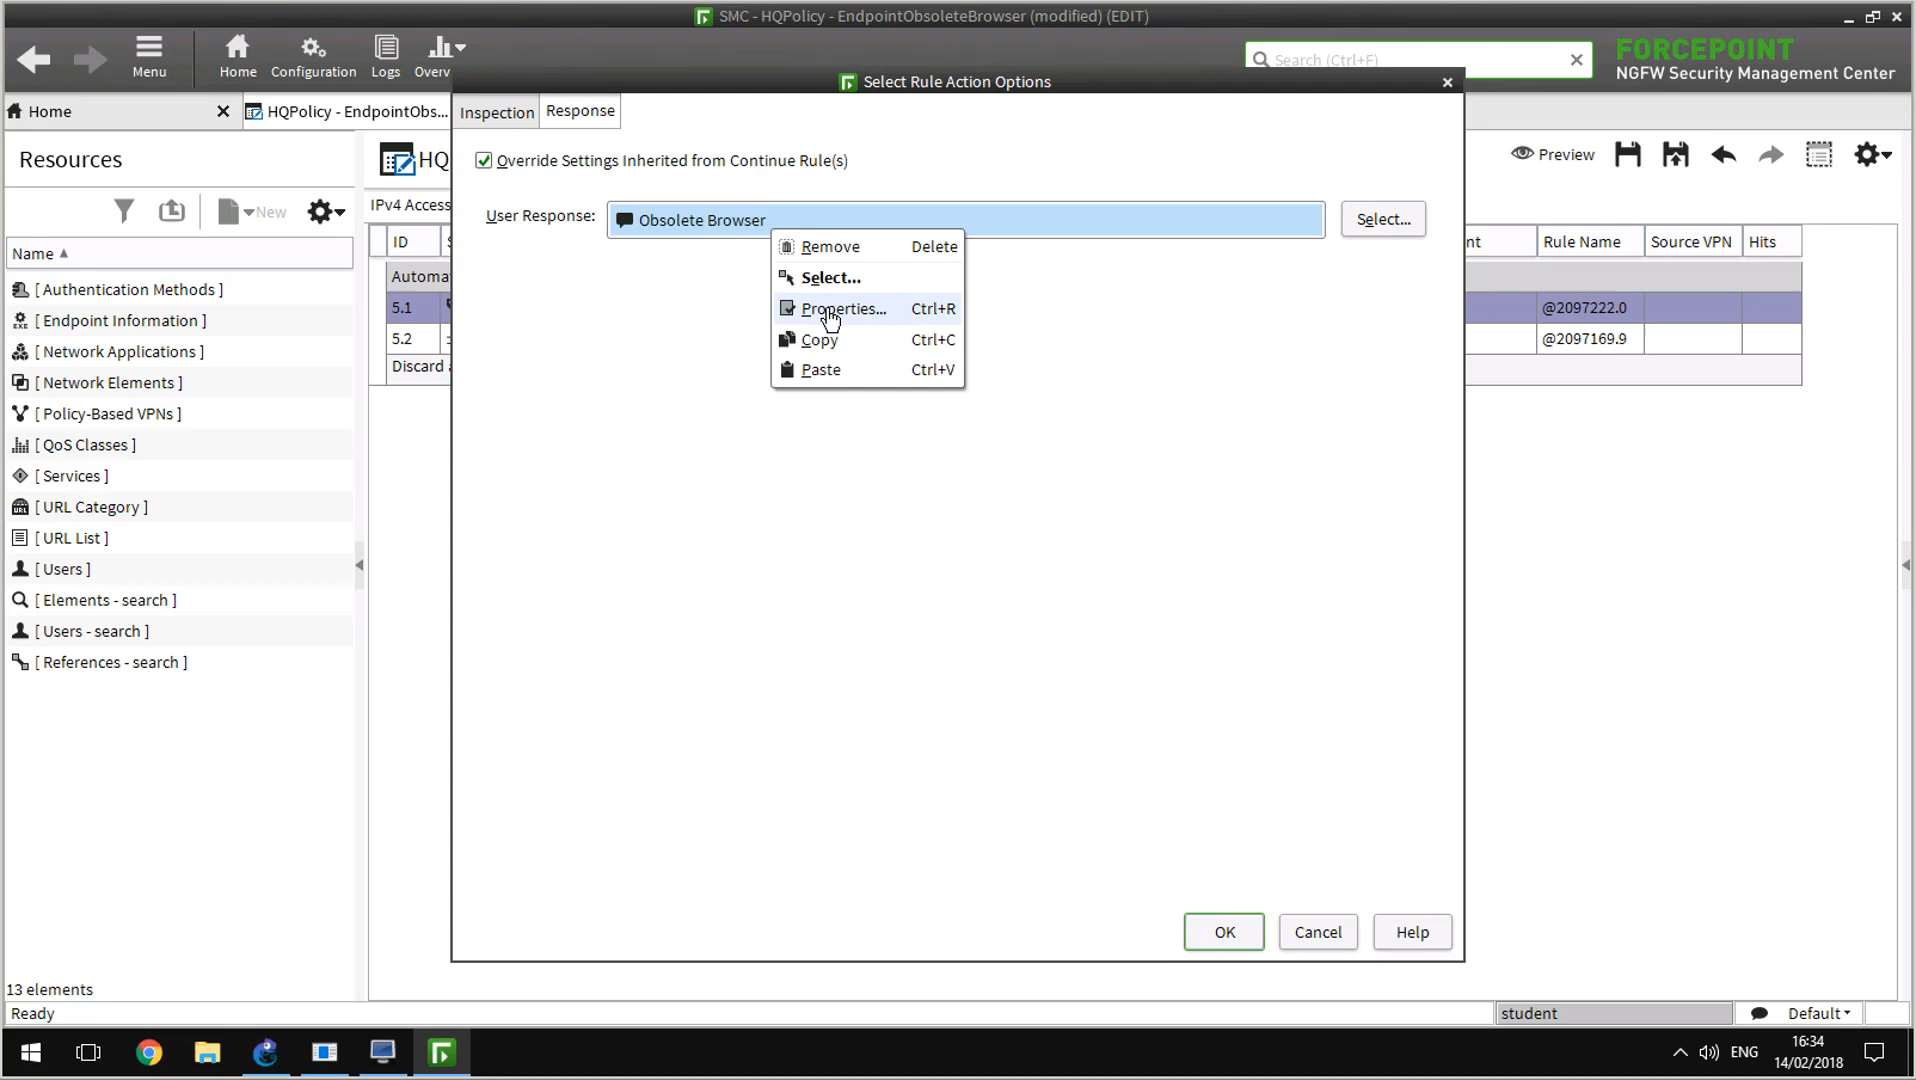 SMC - HQPolicy - EndpointObsoleteBrowser (modified) (EDIT)
Menu
Home
Configuration
Logs
Overv
Search (Ctrl+F)
FORCEPOINT
NGFW Security Management Center
Select Rule Action Options
Home
HQPolicy - EndpointObs...
Inspection
Response
Resources
HQ
Override Settings Inherited from Continue Rule(s)
Preview
New
IPv4 Access
User Response:
Obsolete Browser
Select...
Name
ID
nt
Rule Name
Source VPN
Hits
Remove Delete
Select...
Properties... Ctrl+R
Copy Ctrl+C
Paste Ctrl+V
Automa
5.1
@2097222.0
5.2
@2097169.9
Discard
[ Authentication Methods ]
[ Endpoint Information ]
[ Network Applications ]
[ Network Elements ]
[ Policy-Based VPNs ]
[ QoS Classes ]
[ Services ]
[ URL Category ]
[ URL List ]
[ Users ]
[ Elements - search ]
[ Users - search ]
[ References - search ]
OK
Cancel
Help
13 elements
Ready
student
Default
ENG
16:34
14/02/2018